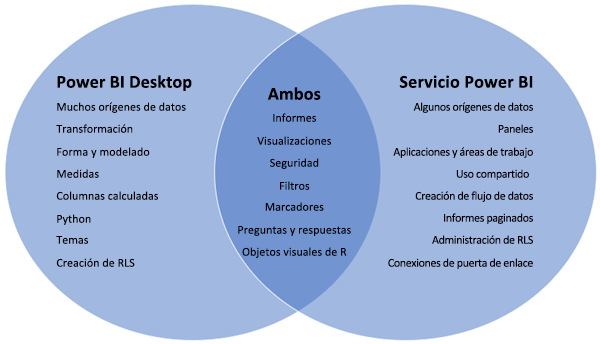 Power BI Desktop
Muchos orígenes de datos
Transformación
Forma y modelado
Medidas
Columnas calculadas
Python
Temas
Creación de RLS
Ambos
Informes
Visualizaciones
Seguridad
Filtros
Marcadores
Preguntas y respuestas
Objetos visuales de R
Servicio Power BI
Algunos orígenes de datos
Paneles
Aplicaciones y áreas de trabajo
Uso compartido
Creación de flujo de datos
Informes paginados
Administración de RLS
Conexiones de puerta de enlace